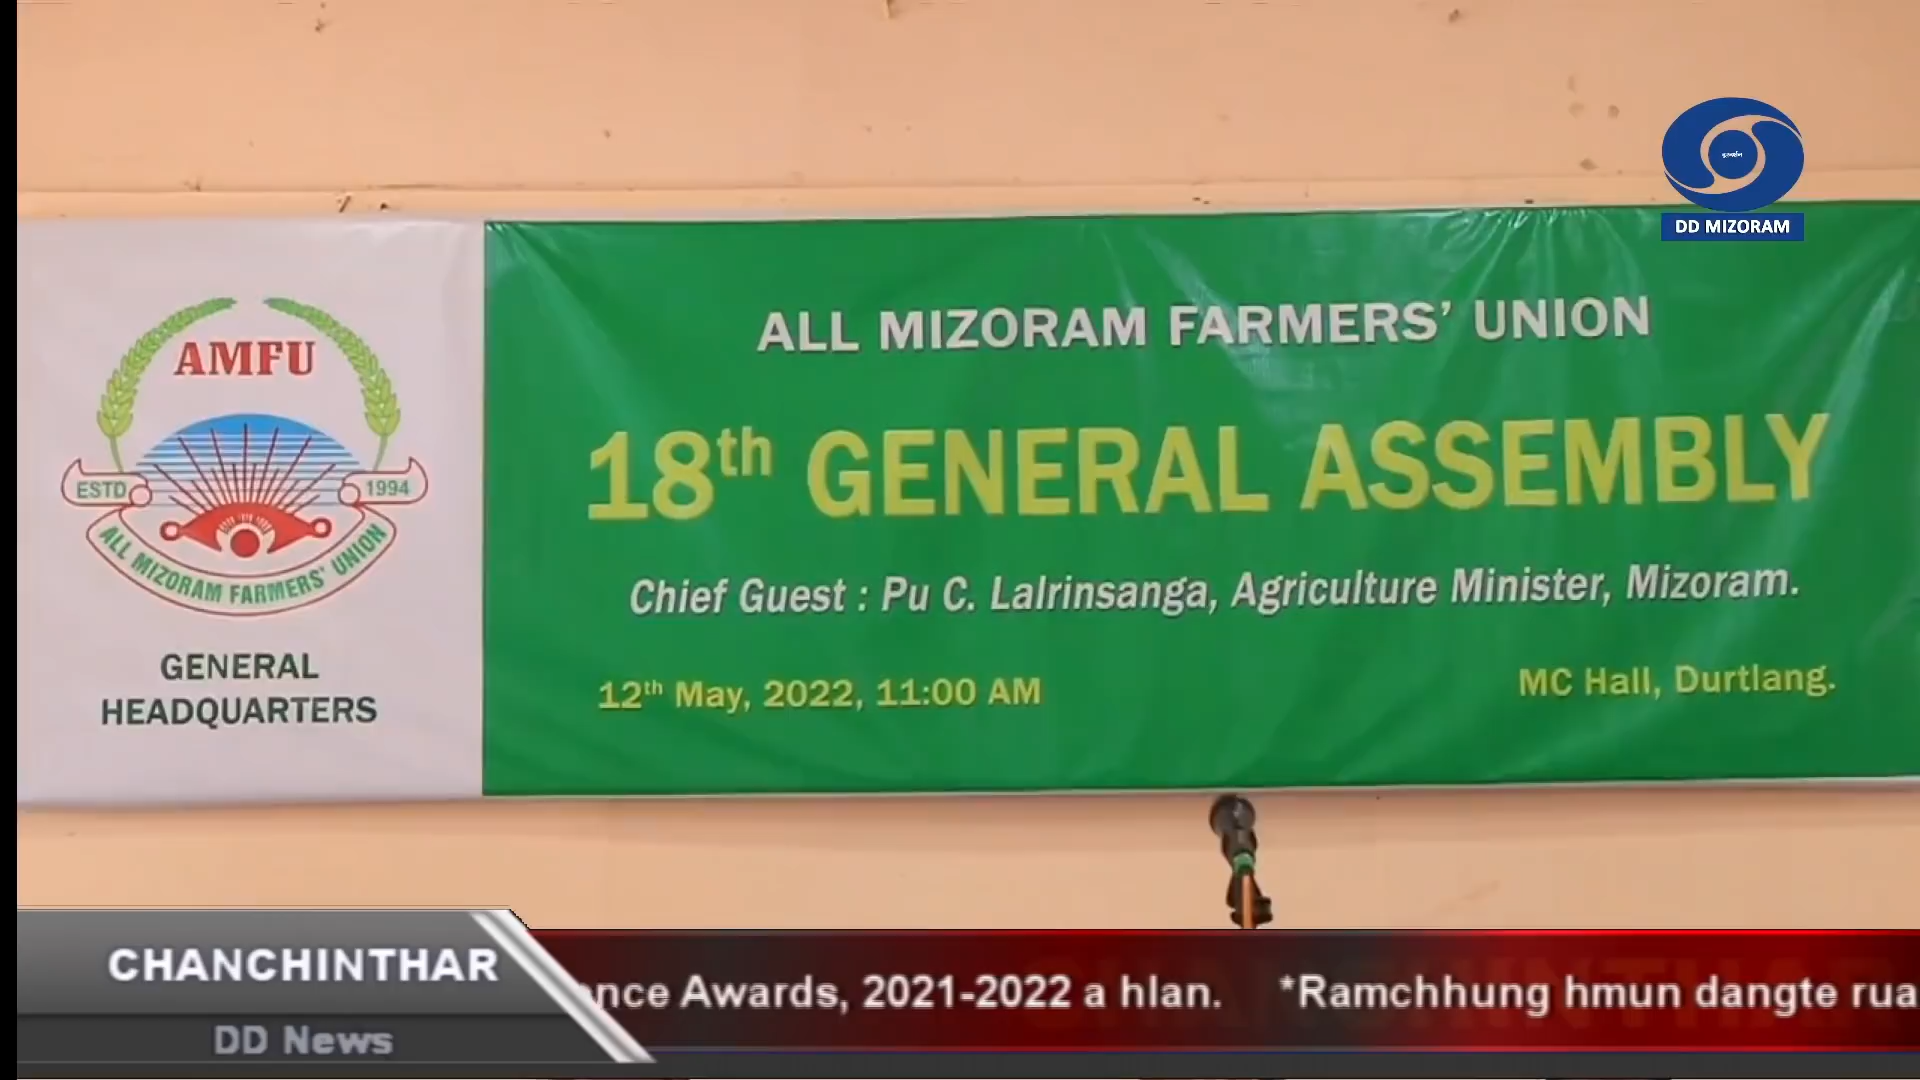 DD MIZORAM
AMFU
ESTD
1994
ALL MIZORAM FARMERS' UNION
GENERAL
HEADQUARTERS
ALL MIZORAM FARMERS' UNION
18th GENERAL ASSEMBLY
Chief Guest : Pu C. Lalrinsanga, Agriculture Minister, Mizoram.
12th May, 2022, 11:00 AM
MC Hall, Durtlang.
CHANCHINTHAR
DD News
Awards, 2021-2022 a hlan. *Ramchhung hmun dangte